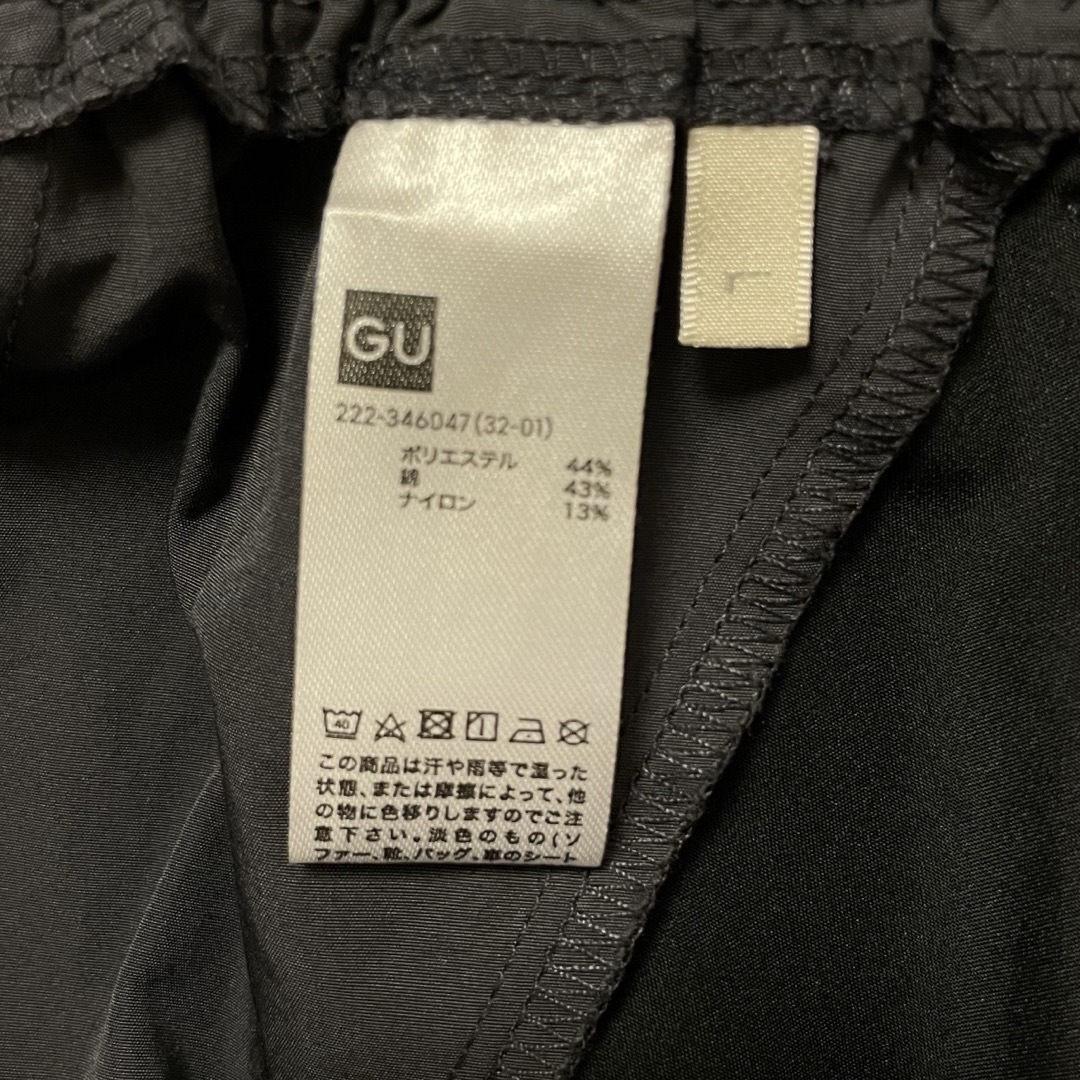 GU
222-346047(32-01)
ポリエステル 44%
綿 43%
ナイロン 13%
40
この商品は汗や雨等で湿った
状態、または摩擦によって、他
の物に色移りしますのでご注
意下さい。淡色のもの(ソ
ファー、靴、バッグ、車のシート
L